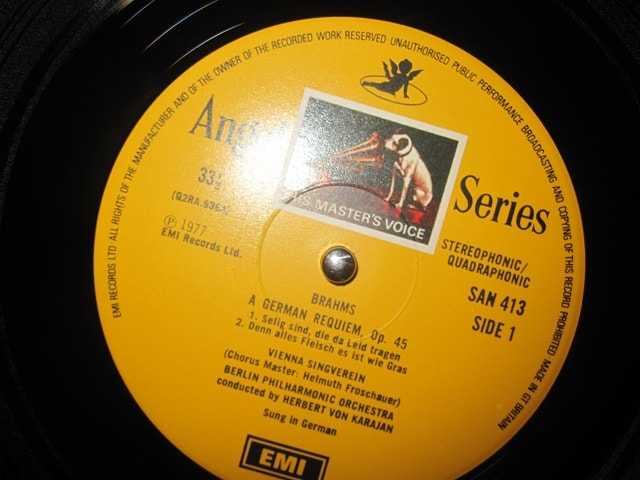 EMI RECORDS LTD ALL RIGHTS OF THE MANUFACTURER AND OF THE OWNER OF THE RECORDED WORK RESERVED UNAUTHORISED PUBLIC PERFORMANCE BROADCASTING AND COPYING OF THIS RECORD PROHIBITED MADE IN GT BRITAIN
Series
33⅓
℗ 1977
EMI Records Ltd.
MASTER'S VOICE
STEREOPHONIC/
QUADRAPHONIC
SAN 413
SIDE 1
BRAHMS
A GERMAN REQUIEM, Op. 45
1. Selig sind, die da Leid tragen
2. Denn alles Fleisch es ist wie Gras
VIENNA SINGVEREIN
(Chorus Master: Helmuth Froschauer)
BERLIN PHILHARMONIC ORCHESTRA
conducted by HERBERT VON KARAJAN
Sung in German
EMI